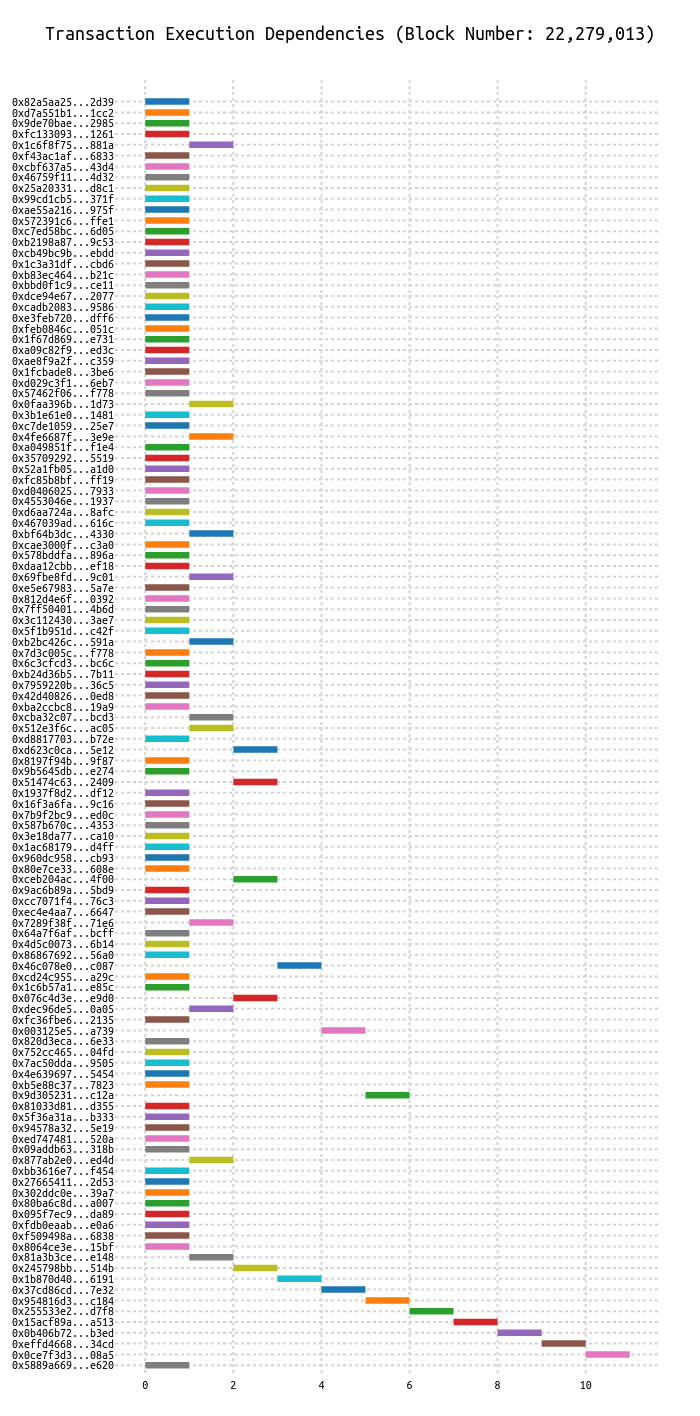 Transaction Execution Dependencies (Block Number: 22,279,013)
0x82a5aa25...2d39
0xd7a551b1...1cc2
0x9de70bae...2985
0xfc133093...1261
0x1c6f8f75...881a
0xf43ac1af...6833
0xcbf637a5...43d4
0x46759f11...4d32
0x25a20331...d8c1
0x99cd1cb5...371f
0xae55a216...975f
0x572391c6...ffe1
0xc7ed58bc...6d05
0xb2198a87...9c53
0xcb49bc9b...ebdd
0x1c3a31df...cbd6
0xb83ec464...b21c
0xbbd0f1c9...ce11
0xdce94e67...2077
0xcadb2083...9586
0xe3feb720...dff6
0xfeb0846c...051c
0x1f67d869...e731
0xa09c82f9...ed3c
0xae8f9a2f...c359
0x1fcbade8...3be6
0xd029c3f1...6eb7
0x57462f06...f778
0x0faa396b...1d73
0x3b1e61e0...1481
0xc7de1059...25e7
0x4fe6687f...3e9e
0xa049851f...f1e4
0x35709292...5519
0x52a1fb05...a1d0
0xfc85b8bf...ff19
0xd0406025...7933
0x4553046e...1937
0xd6aa724a...8afc
0x467039ad...616c
0xbf64b3dc...4330
0xcae3000f...c3a0
0x578bddfa...896a
0xdaa12cbb...ef18
0x69fbe8fd...9c01
0xe5e67983...5a7e
0x812d4e6f...0392
0x7ff50401...4b6d
0x3c112430...3ae7
0x5f1b951d...c42f
0xb2bc426c...591a
0x7d3c005c...f778
0x6c3cfcd3...bc6c
0xb24d36b5...7b11
0x7959220b...36c5
0x42d40826...0ed8
0xba2ccbc8...19a9
0xcba32c07...bcd3
0x512e3f6c...ac05
0xd8817703...b72e
0xd623c0ca...5e12
0x8197f94b...9f87
0x9b5645db...e274
0x51474c63...2409
0x1937f8d2...df12
0x16f3a6fa...9c16
0x7b9f2bc9...ed0c
0x587b670c...4353
0x3e18da77...ca10
0x1ac68179...d4ff
0x960dc958...cb93
0x80e7ce33...608e
0xceb204ac...4f00
0x9ac6b89a...5bd9
0xcc7071f4...76c3
0xec4e4aa7...6647
0x7289f38f...71e6
0x64a7f6af...bcff
0x4d5c0073...6b14
0x86867692...56a0
0x46c078e0...c087
0xcd24c955...a29c
0x1c6b57a1...e85c
0x076c4d3e...e9d0
0xdec96de5...0a05
0xfc36fbe6...2135
0x003125e5...a739
0x820d3eca...6e33
0x752cc465...04fd
0x7ac50dda...9505
0x4e639697...5454
0xb5e88c37...7823
0x9d305231...c12a
0x81033d81...d355
0x5f36a31a...b333
0x94578a32...5e19
0xed747481...520a
0x09addb63...318b
0x877ab2e0...ed4d
0xbb3616e7...f454
0x27665411...2d53
0x302ddc0e...39a7
0x80ba6c8d...a007
0x095f7ec9...da89
0xfdb0eaab...e0a6
0xf509498a...6838
0x8064ce3e...15bf
0x81a3b3ce...e148
0x245798bb...514b
0x1b870d40...6191
0x37cd86cd...7e32
0x954816d3...c184
0x255533e2...d7f8
0x15acf89a...a513
0x0b406b72...b3ed
0xeffd4668...34cd
0x0ce7f3d3...08a5
0x5889a669...e620
0 2 4 6 8 10